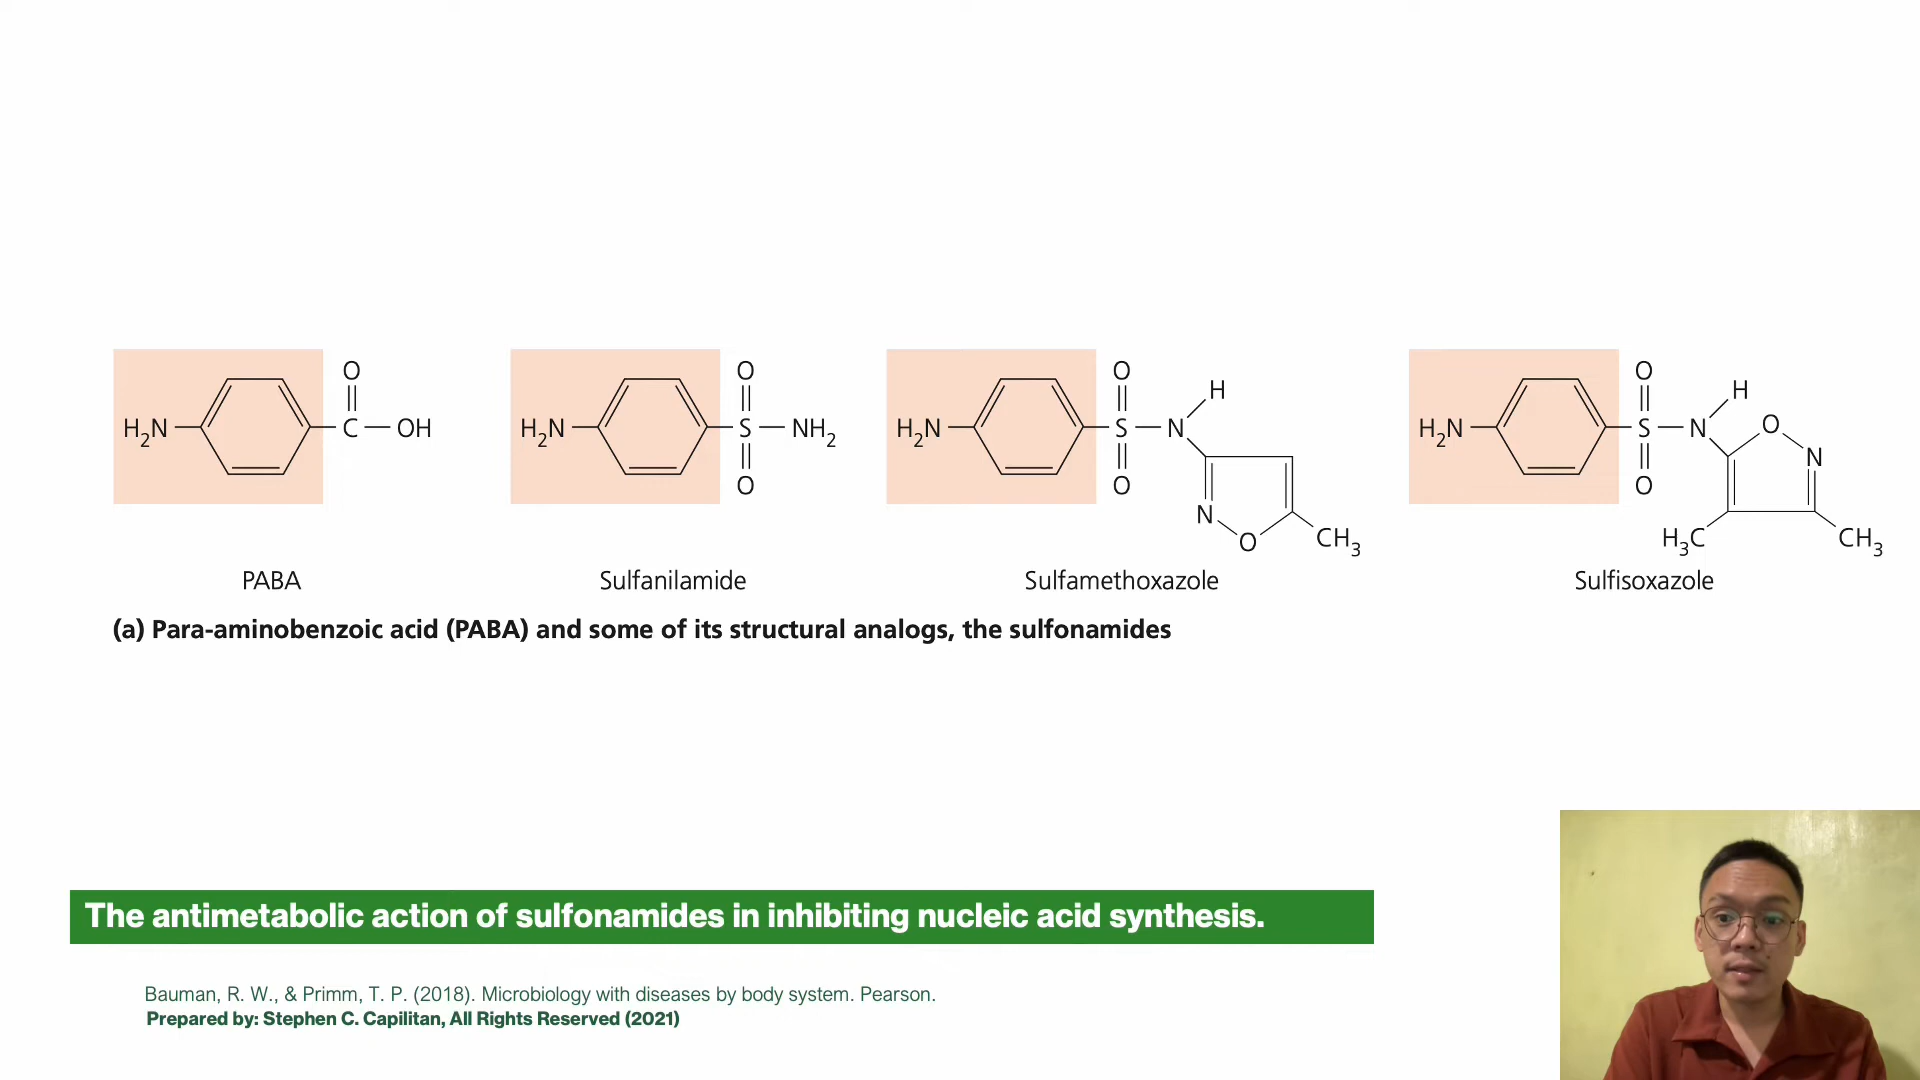 H2N C O OH
H2N S O O NH2
H2N S O O N H N O CH3
H2N S O O N H O N H3C CH3
PABA
Sulfanilamide
Sulfamethoxazole
Sulfisoxazole
(a) Para-aminobenzoic acid (PABA) and some of its structural analogs, the sulfonamides
The antimetabolic action of sulfonamides in inhibiting nucleic acid synthesis.
Bauman, R. W., & Primm, T. P. (2018). Microbiology with diseases by body system. Pearson.
Prepared by: Stephen C. Capilitan, All Rights Reserved (2021)